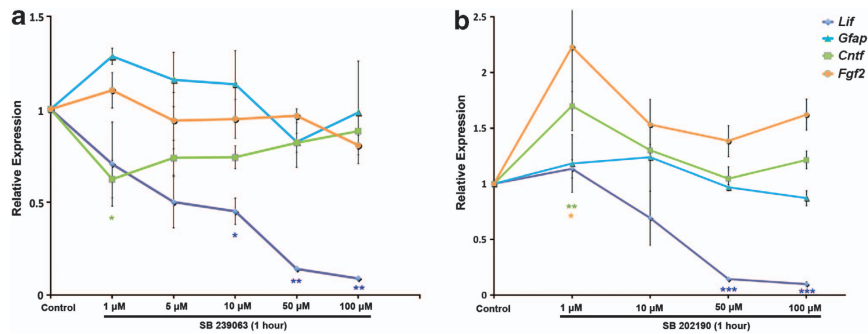 a
1.5
1
0.5
0
Relative Expression
*
*
**
**
Control
1 µM
5 µM
10 µM
50 µM
100 µM
SB 239063 (1 hour)
b
2.5
2
1.5
1
0.5
0
Relative Expression
**
*
***
***
Control
1 µM
10 µM
50 µM
100 µM
SB 202190 (1 hour)
Lif
Gfap
Cntf
Fgf2